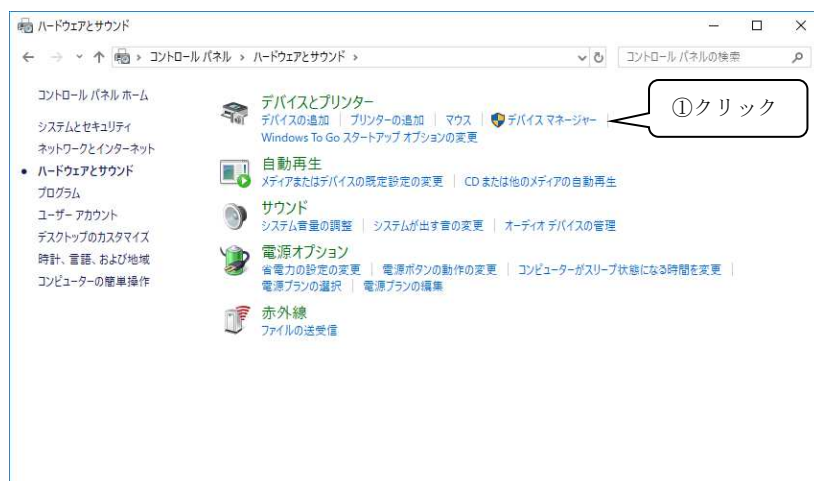 ハードウェアとサウンド
コントロール パネル › ハードウェアとサウンド ›
コントロール パネルの検索
コントロール パネル ホーム
システムとセキュリティ
ネットワークとインターネット
ハードウェアとサウンド
プログラム
ユーザー アカウント
デスクトップのカスタマイズ
時計、言語、および地域
コンピューターの簡単操作
デバイスとプリンター
デバイスの追加 | プリンターの追加 | マウス | デバイス マネージャー |
Windows To Go スタートアップ オプションの変更
自動再生
メディアまたはデバイスの既定設定の変更 | CD または他のメディアの自動再生
サウンド
システム音量の調整 | システムが出す音の変更 | オーディオ デバイスの管理
電源オプション
省電力の設定の変更 | 電源ボタンの動作の変更 | コンピューターがスリープ状態になる時間を変更 |
電源プランの選択 | 電源プランの編集
赤外線
ファイルの送受信
①クリック